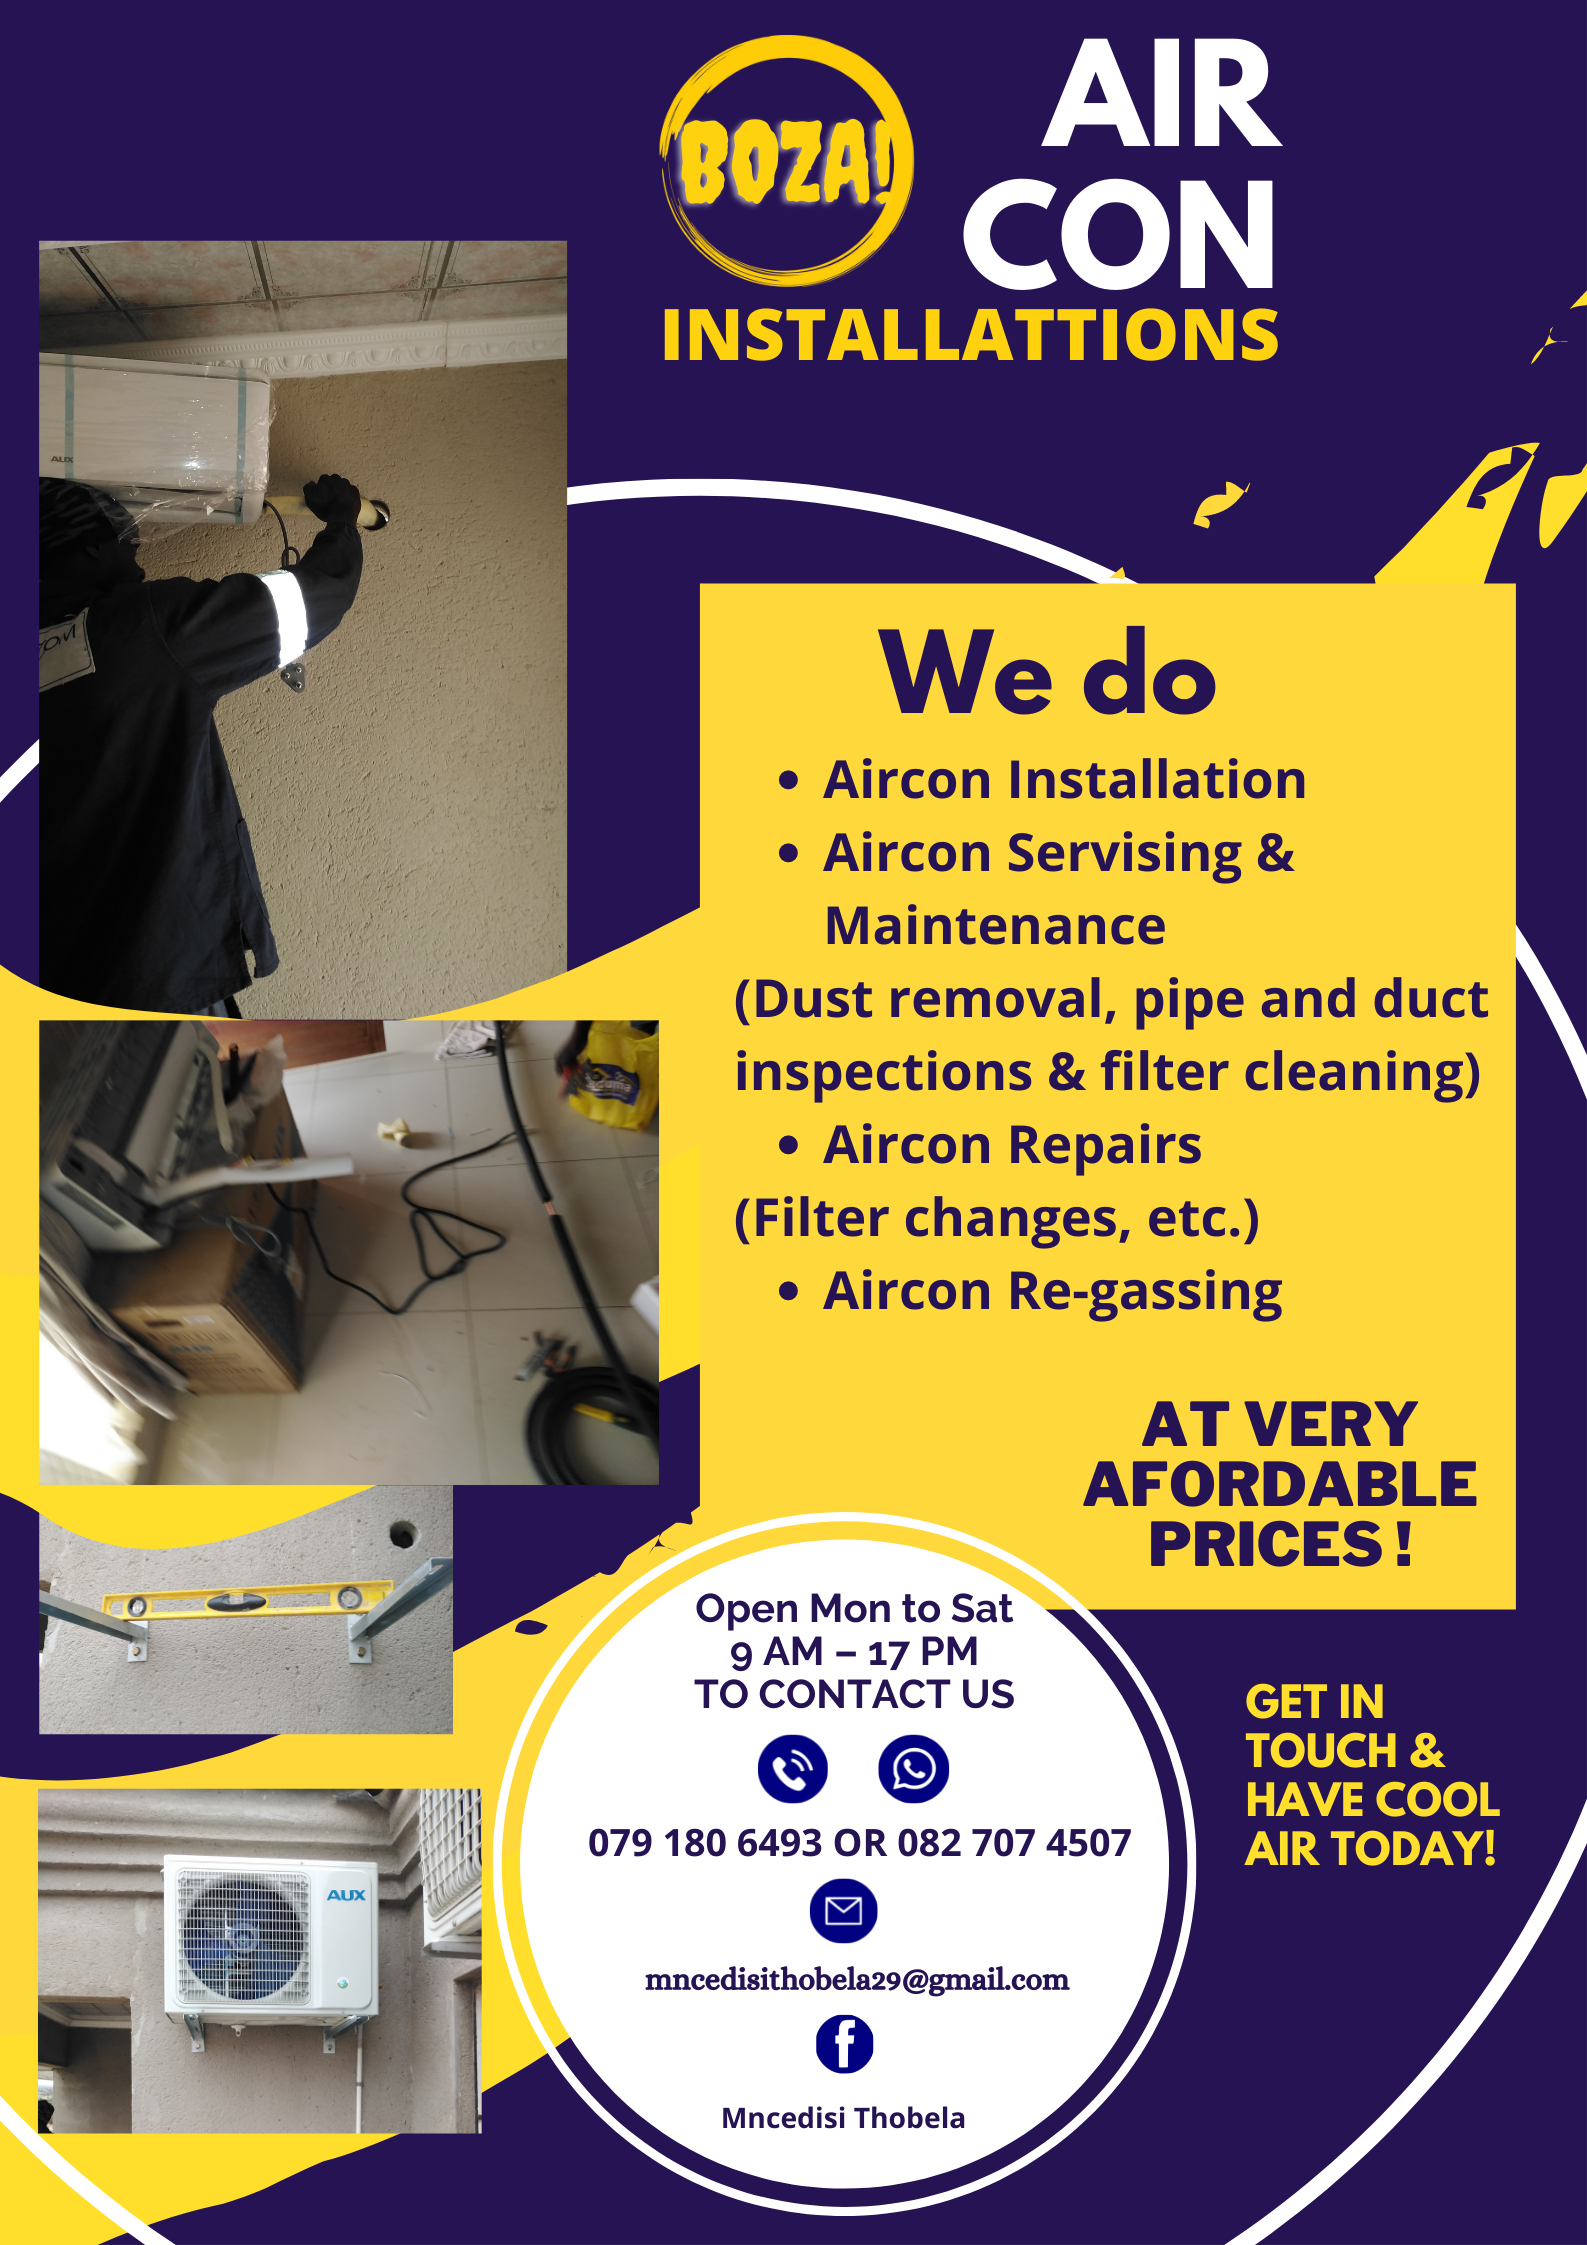 BOZA!
AIR
CON
INSTALLATTIONS
AUX
We do
• Aircon Installation
• Aircon Servising &
Maintenance
(Dust removal, pipe and duct
inspections & filter cleaning)
• Aircon Repairs
(Filter changes, etc.)
• Aircon Re-gassing
AT VERY
AFORDABLE
PRICES !
Open Mon to Sat
9 AM – 17 PM
TO CONTACT US
079 180 6493 OR 082 707 4507
mncedisithobela29@gmail.com
Mncedisi Thobela
GET IN
TOUCH &
HAVE COOL
AIR TODAY!
AUX